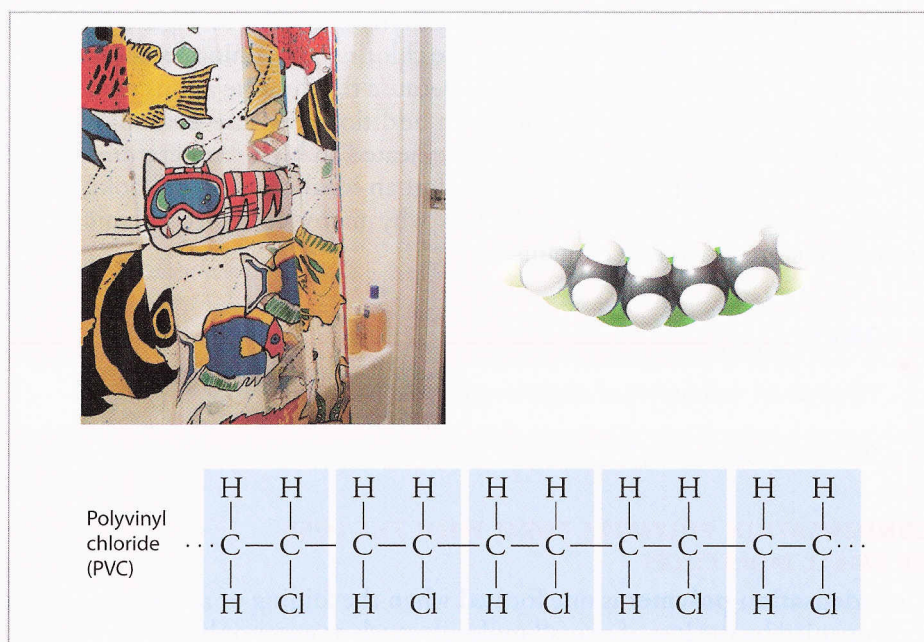 H H H H H H H H H H
Polyvinyl
chloride
(PVC)
···C—C—C—C—C—C—C—C—C—C···
H Cl H Cl H Cl H Cl H Cl